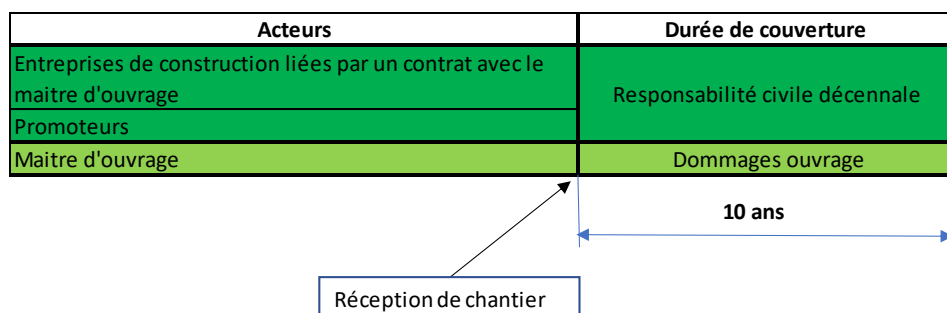 Acteurs
Durée de couverture
Entreprises de construction liées par un contrat avec le
maitre d'ouvrage
Responsabilité civile décennale
Promoteurs
Maitre d'ouvrage
Dommages ouvrage
10 ans
Réception de chantier